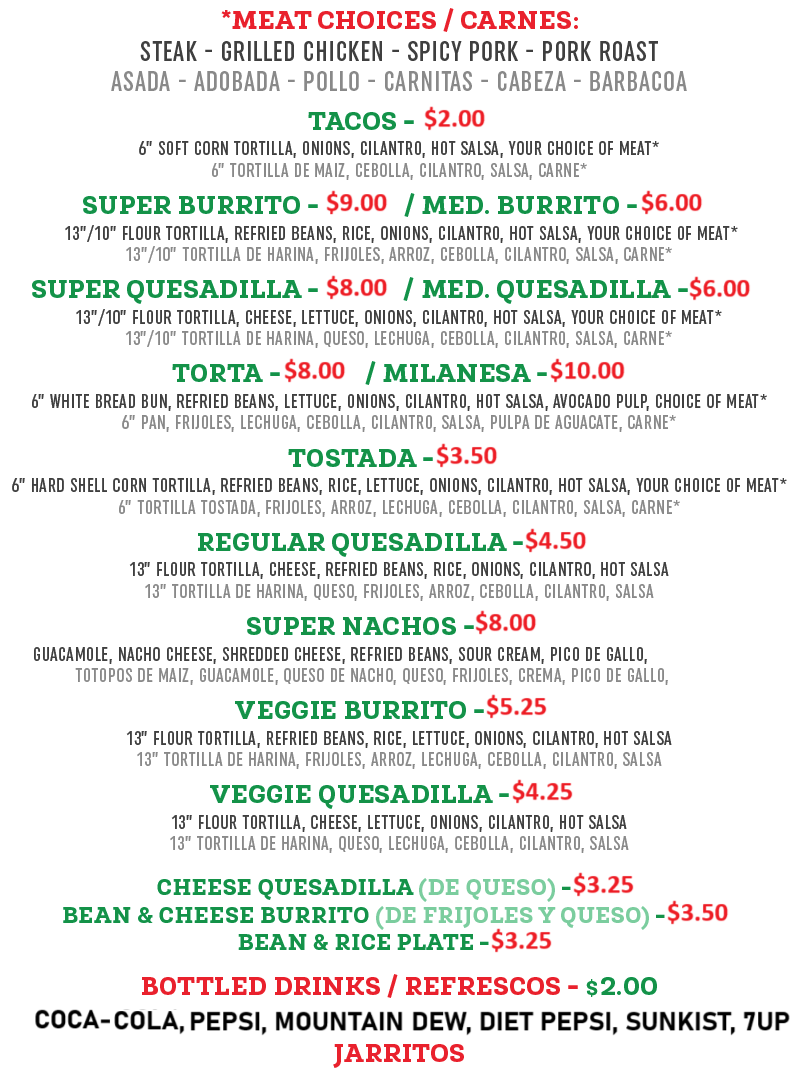 *MEAT CHOICES / CARNES:
STEAK - GRILLED CHICKEN - SPICY PORK - PORK ROAST
ASADA - ADOBADA - POLLO - CARNITAS - CABEZA - BARBACOA
TACOS - $2.00
6" SOFT CORN TORTILLA, ONIONS, CILANTRO, HOT SALSA, YOUR CHOICE OF MEAT*
6" TORTILLA DE MAIZ, CEBOLLA, CILANTRO, SALSA, CARNE*
SUPER BURRITO - $9.00 / MED. BURRITO - $6.00
13"/10" FLOUR TORTILLA, REFRIED BEANS, RICE, ONIONS, CILANTRO, HOT SALSA, YOUR CHOICE OF MEAT*
13"/10" TORTILLA DE HARINA, FRIJOLES, ARROZ, CEBOLLA, CILANTRO, SALSA, CARNE*
SUPER QUESADILLA - $8.00 / MED. QUESADILLA -$6.00
13"/10" FLOUR TORTILLA, CHEESE, LETTUCE, ONIONS, CILANTRO, HOT SALSA, YOUR CHOICE OF MEAT*
13"/10" TORTILLA DE HARINA, QUESO, LECHUGA, CEBOLLA, CILANTRO, SALSA, CARNE*
TORTA - $8.00 / MILANESA - $10.00
6" WHITE BREAD BUN, REFRIED BEANS, LETTUCE, ONIONS, CILANTRO, HOT SALSA, AVOCADO PULP, CHOICE OF MEAT*
6" PAN, FRIJOLES, LECHUGA, CEBOLLA, CILANTRO, SALSA, PULPA DE AGUACATE, CARNE*
TOSTADA - $3.50
6" HARD SHELL CORN TORTILLA, REFRIED BEANS, RICE, LETTUCE, ONIONS, CILANTRO, HOT SALSA, YOUR CHOICE OF MEAT*
6" TORTILLA TOSTADA, FRIJOLES, ARROZ, LECHUGA, CEBOLLA, CILANTRO, SALSA, CARNE*
REGULAR QUESADILLA - $4.50
13" FLOUR TORTILLA, CHEESE, REFRIED BEANS, RICE, ONIONS, CILANTRO, HOT SALSA
13" TORTILLA DE HARINA, QUESO, FRIJOLES, ARROZ, CEBOLLA, CILANTRO, SALSA
SUPER NACHOS - $8.00
GUACAMOLE, NACHO CHEESE, SHREDDED CHEESE, REFRIED BEANS, SOUR CREAM, PICO DE GALLO,
TOTOPOS DE MAIZ, GUACAMOLE, QUESO DE NACHO, QUESO, FRIJOLES, CREMA, PICO DE GALLO,
VEGGIE BURRITO - $5.25
13" FLOUR TORTILLA, REFRIED BEANS, RICE, LETTUCE, ONIONS, CILANTRO, HOT SALSA
13" TORTILLA DE HARINA, FRIJOLES, ARROZ, LECHUGA, CEBOLLA, CILANTRO, SALSA
VEGGIE QUESADILLA - $4.25
13" FLOUR TORTILLA, CHEESE, LETTUCE, ONIONS, CILANTRO, HOT SALSA
13" TORTILLA DE HARINA, QUESO, LECHUGA, CEBOLLA, CILANTRO, SALSA
CHEESE QUESADILLA (DE QUESO) - $3.25
BEAN & CHEESE BURRITO (DE FRIJOLES Y QUESO) - $3.50
BEAN & RICE PLATE - $3.25
BOTTLED DRINKS / REFRESCOS - $2.00
COCA-COLA, PEPSI, MOUNTAIN DEW, DIET PEPSI, SUNKIST, 7UP
JARRITOS